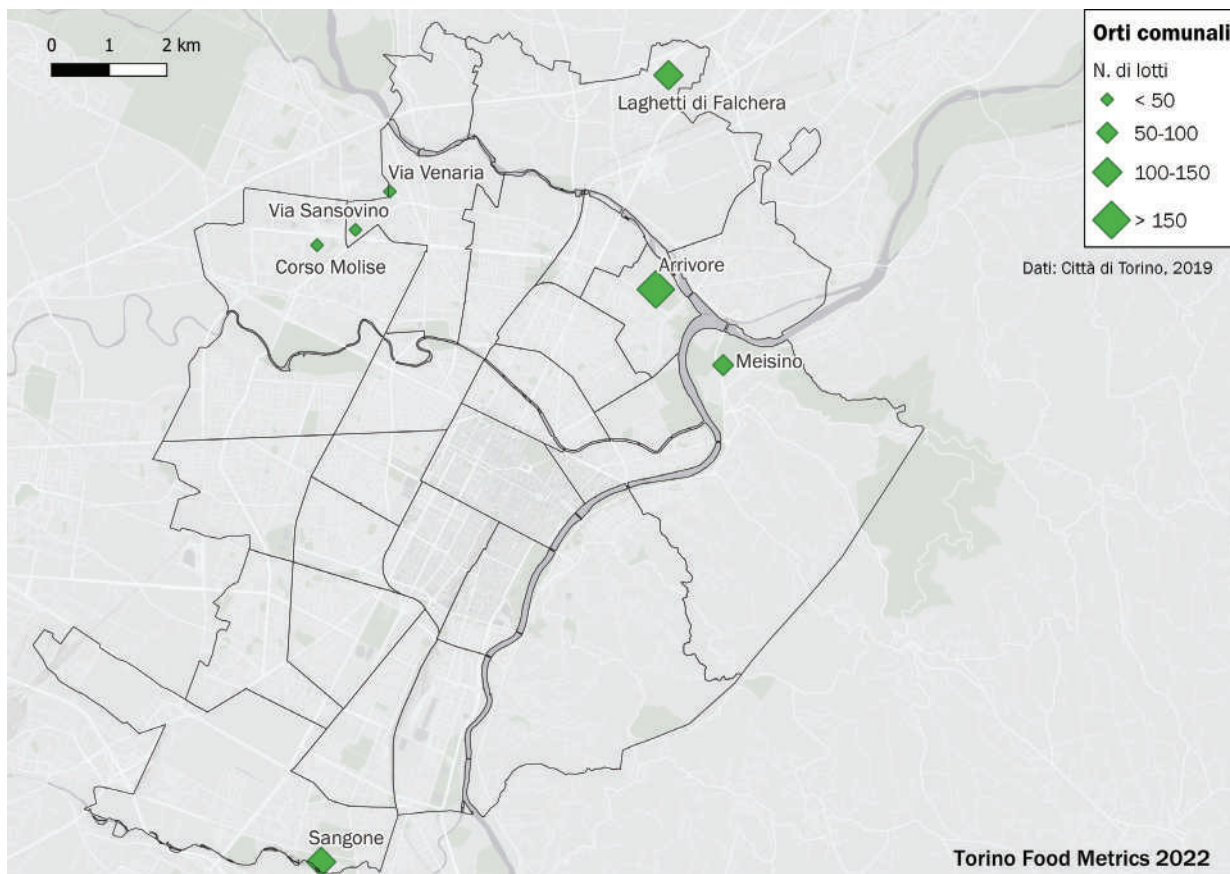 0 1 2 km
Orti comunali
N. di lotti
< 50
50-100
100-150
> 150
Dati: Città di Torino, 2019
Laghetti di Falchera
Via Venaria
Via Sansovino
Corso Molise
Arrivore
Meisino
Sangone
Torino Food Metrics 2022